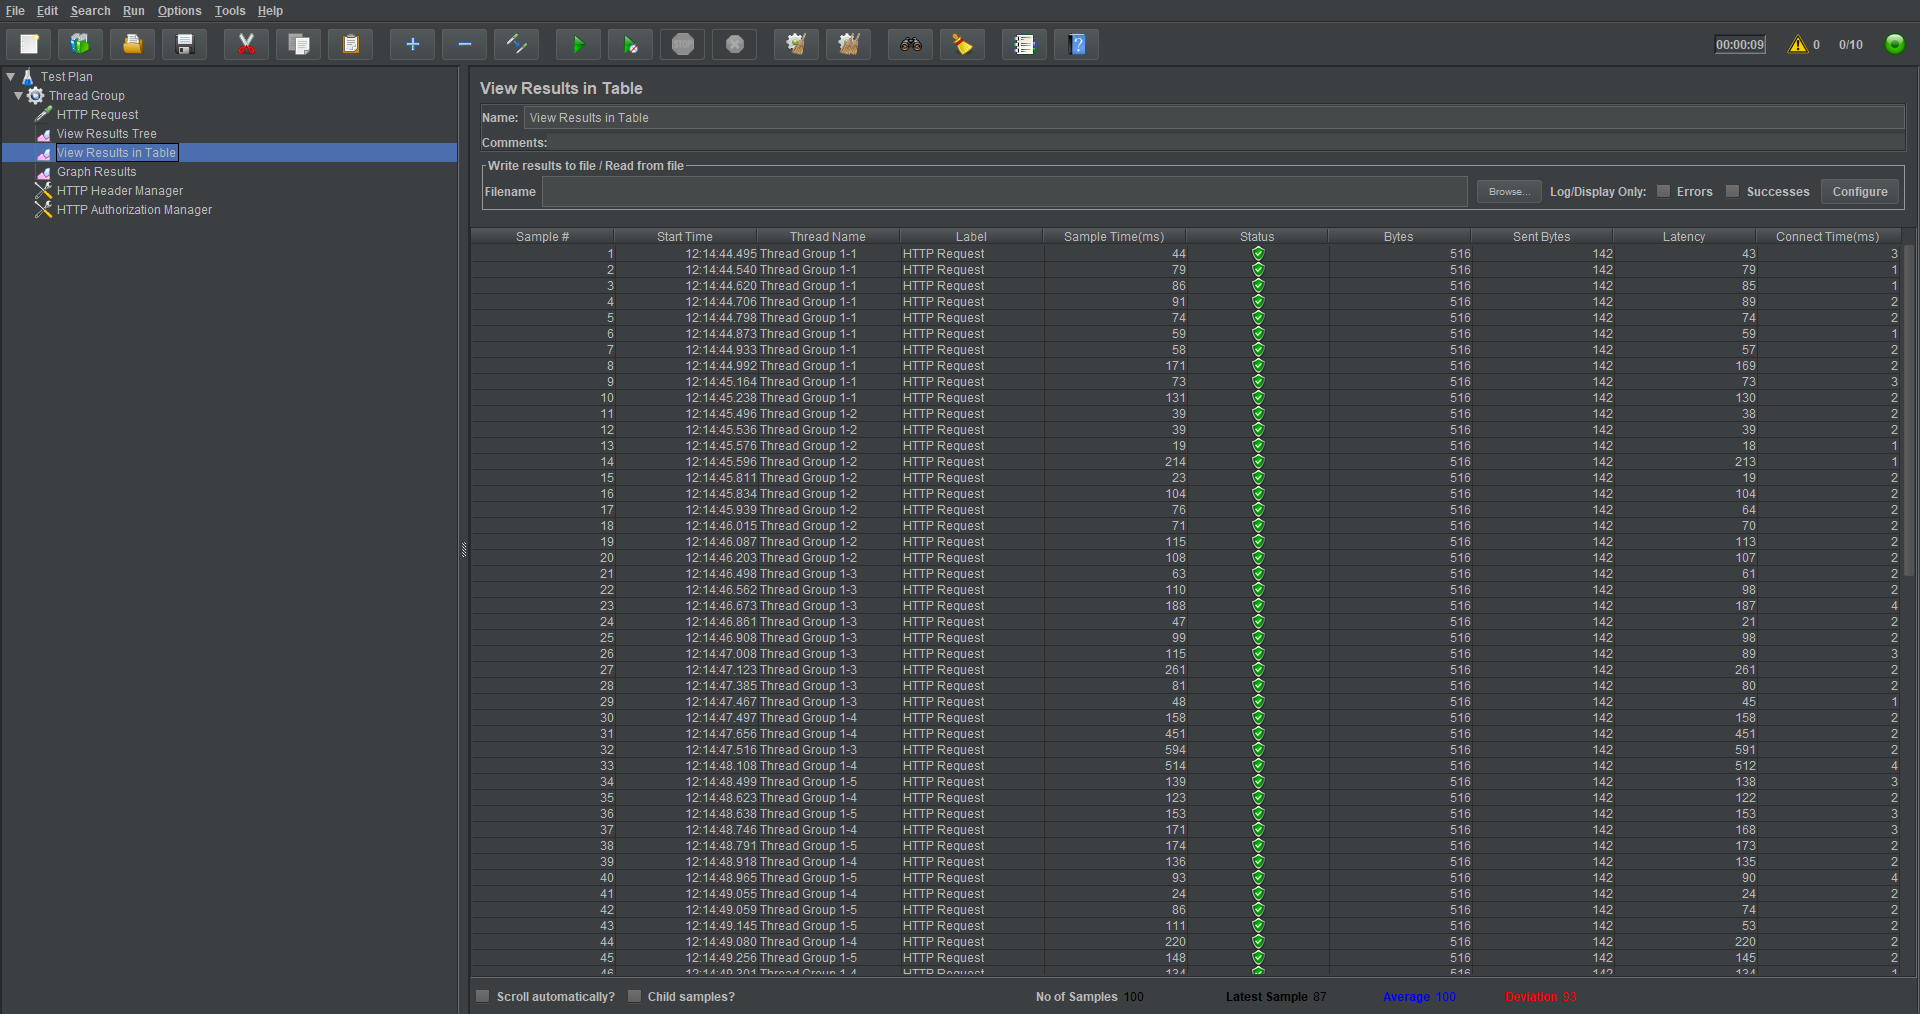 File Edit Search Run Options Tools Help
STOP
00:00:09 0 0/10
Test Plan
Thread Group
HTTP Request
View Results Tree
View Results in Table
Graph Results
HTTP Header Manager
HTTP Authorization Manager
View Results in Table
Name: View Results in Table
Comments:
Write results to file / Read from file
Filename Browse... Log/Display Only: Errors Successes Configure
Sample # Start Time Thread Name Label Sample Time(ms) Status Bytes Sent Bytes Latency Connect Time(ms)
1 12:14:44.495 Thread Group 1-1 HTTP Request 44 516 142 43 3
2 12:14:44.540 Thread Group 1-1 HTTP Request 79 516 142 79 1
3 12:14:44.620 Thread Group 1-1 HTTP Request 86 516 142 85 1
4 12:14:44.706 Thread Group 1-1 HTTP Request 91 516 142 89 2
5 12:14:44.798 Thread Group 1-1 HTTP Request 74 516 142 74 2
6 12:14:44.873 Thread Group 1-1 HTTP Request 59 516 142 59 1
7 12:14:44.933 Thread Group 1-1 HTTP Request 58 516 142 57 2
8 12:14:44.992 Thread Group 1-1 HTTP Request 171 516 142 169 2
9 12:14:45.164 Thread Group 1-1 HTTP Request 73 516 142 73 3
10 12:14:45.238 Thread Group 1-1 HTTP Request 131 516 142 130 2
11 12:14:45.496 Thread Group 1-2 HTTP Request 39 516 142 38 2
12 12:14:45.536 Thread Group 1-2 HTTP Request 39 516 142 39 2
13 12:14:45.576 Thread Group 1-2 HTTP Request 19 516 142 18 1
14 12:14:45.596 Thread Group 1-2 HTTP Request 214 516 142 213 1
15 12:14:45.811 Thread Group 1-2 HTTP Request 23 516 142 19 2
16 12:14:45.834 Thread Group 1-2 HTTP Request 104 516 142 104 2
17 12:14:45.939 Thread Group 1-2 HTTP Request 76 516 142 64 2
18 12:14:46.015 Thread Group 1-2 HTTP Request 71 516 142 70 2
19 12:14:46.087 Thread Group 1-2 HTTP Request 115 516 142 113 2
20 12:14:46.203 Thread Group 1-2 HTTP Request 108 516 142 107 2
21 12:14:46.498 Thread Group 1-3 HTTP Request 63 516 142 61 2
22 12:14:46.562 Thread Group 1-3 HTTP Request 110 516 142 98 2
23 12:14:46.673 Thread Group 1-3 HTTP Request 188 516 142 187 4
24 12:14:46.861 Thread Group 1-3 HTTP Request 47 516 142 21 2
25 12:14:46.908 Thread Group 1-3 HTTP Request 99 516 142 98 2
26 12:14:47.008 Thread Group 1-3 HTTP Request 115 516 142 89 3
27 12:14:47.123 Thread Group 1-3 HTTP Request 261 516 142 261 2
28 12:14:47.385 Thread Group 1-3 HTTP Request 81 516 142 80 2
29 12:14:47.467 Thread Group 1-3 HTTP Request 48 516 142 45 1
30 12:14:47.497 Thread Group 1-4 HTTP Request 158 516 142 158 2
31 12:14:47.656 Thread Group 1-4 HTTP Request 451 516 142 451 2
32 12:14:47.516 Thread Group 1-3 HTTP Request 594 516 142 591 2
33 12:14:48.108 Thread Group 1-4 HTTP Request 514 516 142 512 4
34 12:14:48.499 Thread Group 1-5 HTTP Request 139 516 142 138 3
35 12:14:48.623 Thread Group 1-4 HTTP Request 123 516 142 122 2
36 12:14:48.638 Thread Group 1-5 HTTP Request 153 516 142 153 3
37 12:14:48.746 Thread Group 1-4 HTTP Request 171 516 142 168 3
38 12:14:48.791 Thread Group 1-5 HTTP Request 174 516 142 173 2
39 12:14:48.918 Thread Group 1-4 HTTP Request 136 516 142 135 2
40 12:14:48.965 Thread Group 1-5 HTTP Request 93 516 142 90 4
41 12:14:49.055 Thread Group 1-4 HTTP Request 24 516 142 24 2
42 12:14:49.059 Thread Group 1-5 HTTP Request 86 516 142 74 2
43 12:14:49.145 Thread Group 1-5 HTTP Request 111 516 142 53 2
44 12:14:49.080 Thread Group 1-4 HTTP Request 220 516 142 220 2
45 12:14:49.256 Thread Group 1-5 HTTP Request 148 516 142 145 2
46 12:14:49.301 Thread Group 1-4 HTTP Request 134 516 142 134 1
Scroll automatically? Child samples? No of Samples 100 Latest Sample 87 Average 100 Deviation 93